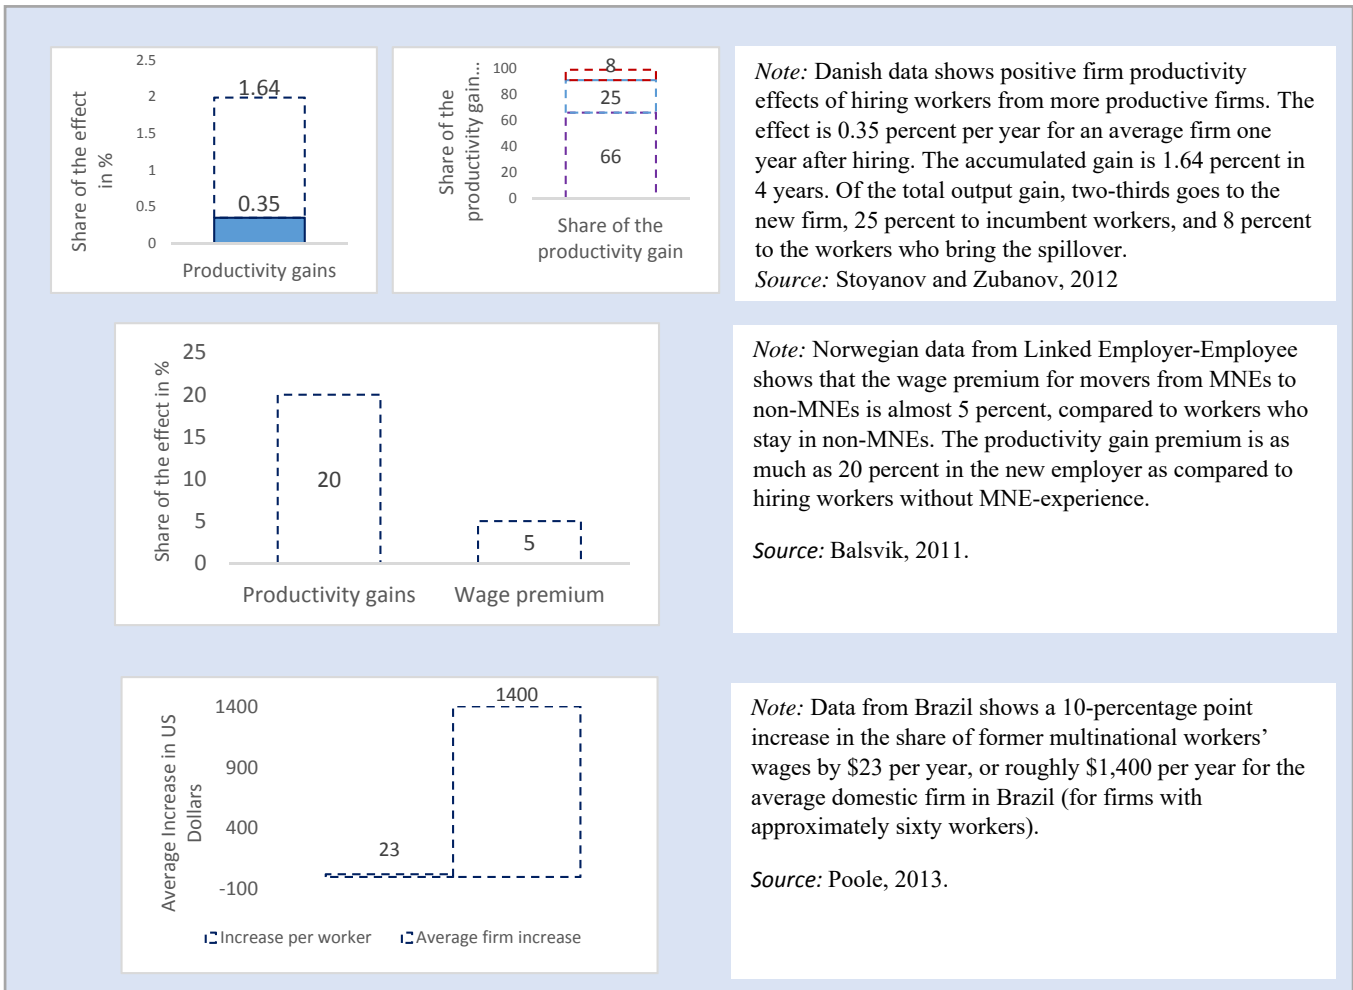 2.5
2
1.5
1
0.5
0
1.64
0.35
Share of the effect
in %
Productivity gains
100
80
60
40
20
0
8
25
66
Share of the
productivity gain...
Share of the
productivity gain
Note: Danish data shows positive firm productivity
effects of hiring workers from more productive firms. The
effect is 0.35 percent per year for an average firm one
year after hiring. The accumulated gain is 1.64 percent in
4 years. Of the total output gain, two-thirds goes to the
new firm, 25 percent to incumbent workers, and 8 percent
to the workers who bring the spillover.
Source: Stoyanov and Zubanov, 2012
25
20
15
10
5
0
Share of the effect in %
20
5
Productivity gains
Wage premium
Note: Norwegian data from Linked Employer-Employee
shows that the wage premium for movers from MNEs to
non-MNEs is almost 5 percent, compared to workers who
stay in non-MNEs. The productivity gain premium is as
much as 20 percent in the new employer as compared to
hiring workers without MNE-experience.
Source: Balsvik, 2011.
1400
900
400
-100
Average Increase in US
Dollars
23
1400
Increase per worker
Average firm increase
Note: Data from Brazil shows a 10-percentage point
increase in the share of former multinational workers’
wages by $23 per year, or roughly $1,400 per year for the
average domestic firm in Brazil (for firms with
approximately sixty workers).
Source: Poole, 2013.